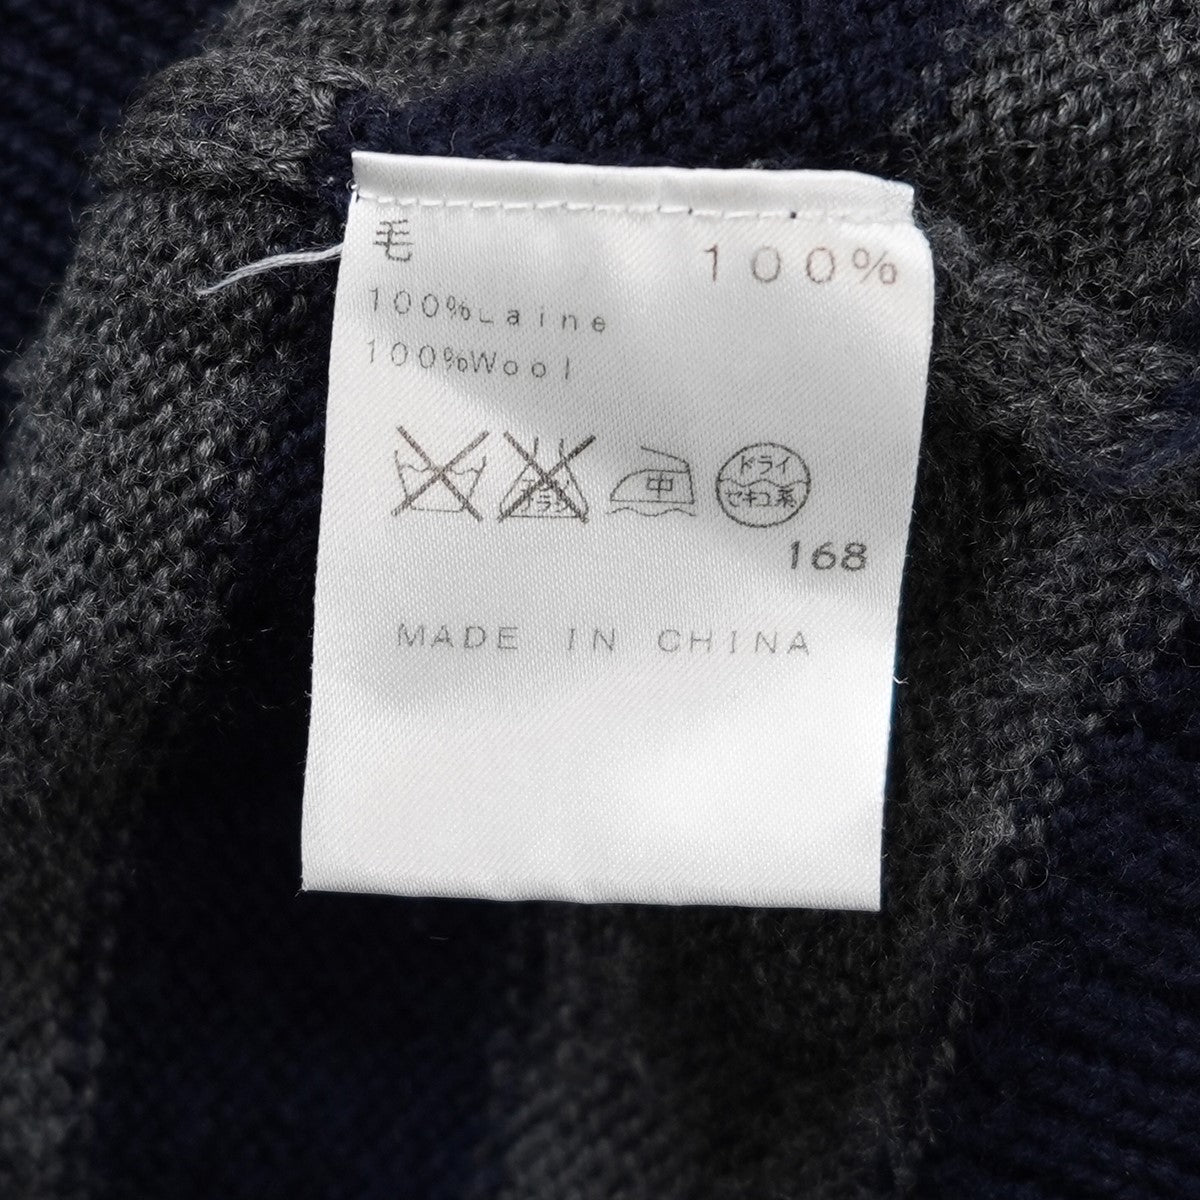 毛 100%
100%Laine
100%Wool
中 ドライ
セキユ系
168
MADE IN CHINA